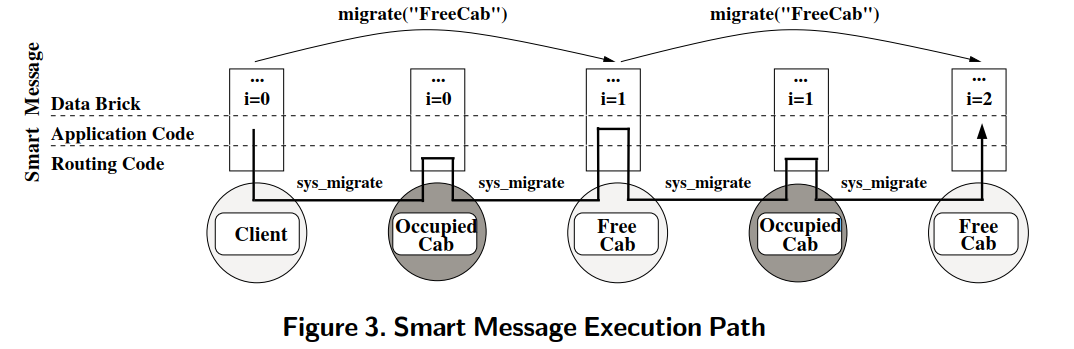 migrate("FreeCab") migrate("FreeCab")
... ... ... ... ...
i=0 i=0 i=1 i=1 i=2
Smart Message
Data Brick
Application Code
Routing Code
sys_migrate sys_migrate sys_migrate sys_migrate
Client
Occupied
Cab
Free
Cab
Occupied
Cab
Free
Cab
Figure 3. Smart Message Execution Path